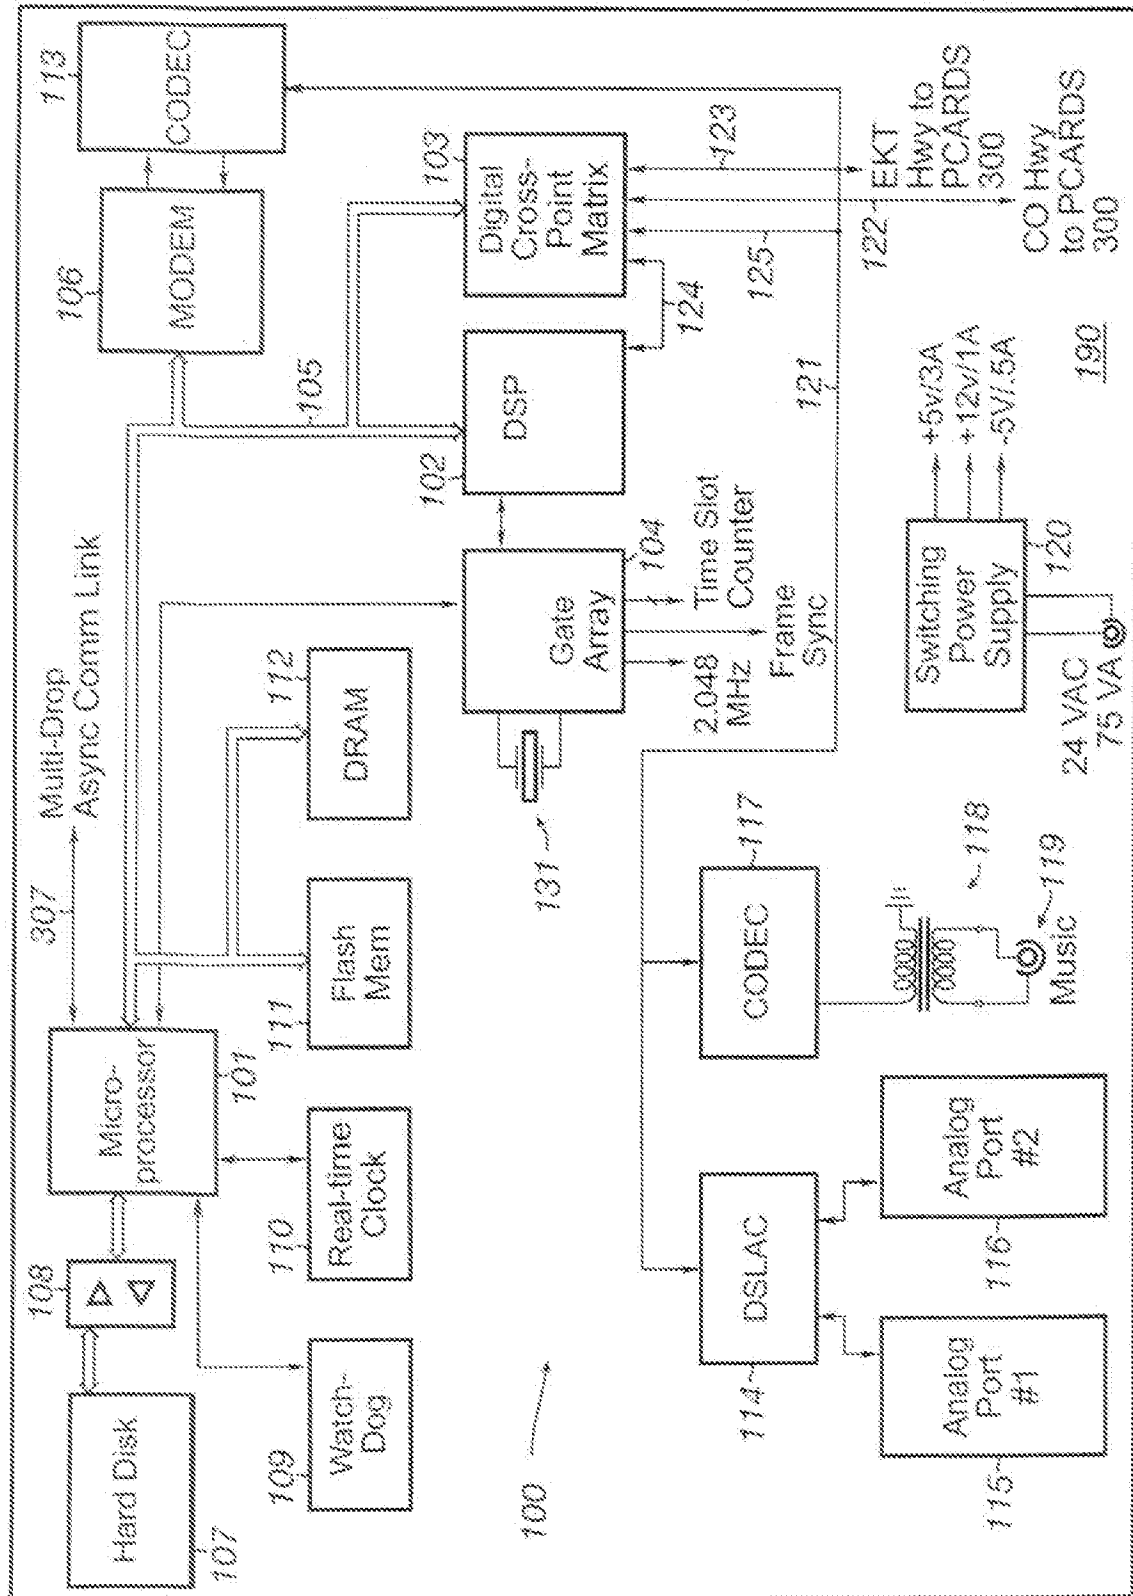 Hard Disk
107
108
Micro-
processor
101
307
Multi-Drop
Async Comm Link
106
MODEM
113
CODEC
105
109
Watch-
Dog
110
Real-time
Clock
111
Flash
Mem
112
DRAM
131
Gate
Array
104
2.048
MHz
Frame
Sync
Time Slot
Counter
102
DSP
124
103
Digital
Cross-
Point
Matrix
125
123
122
121
EKT
Hwy to
PCARDS
300
CO Hwy
to PCARDS
300
100
114
DSLAC
115
Analog
Port
#1
116
Analog
Port
#2
117
CODEC
118
119
Music
Switching
Power
Supply
120
24 VAC
75 VA
+5v/3A
+12v/1A
-5V/.5A
190